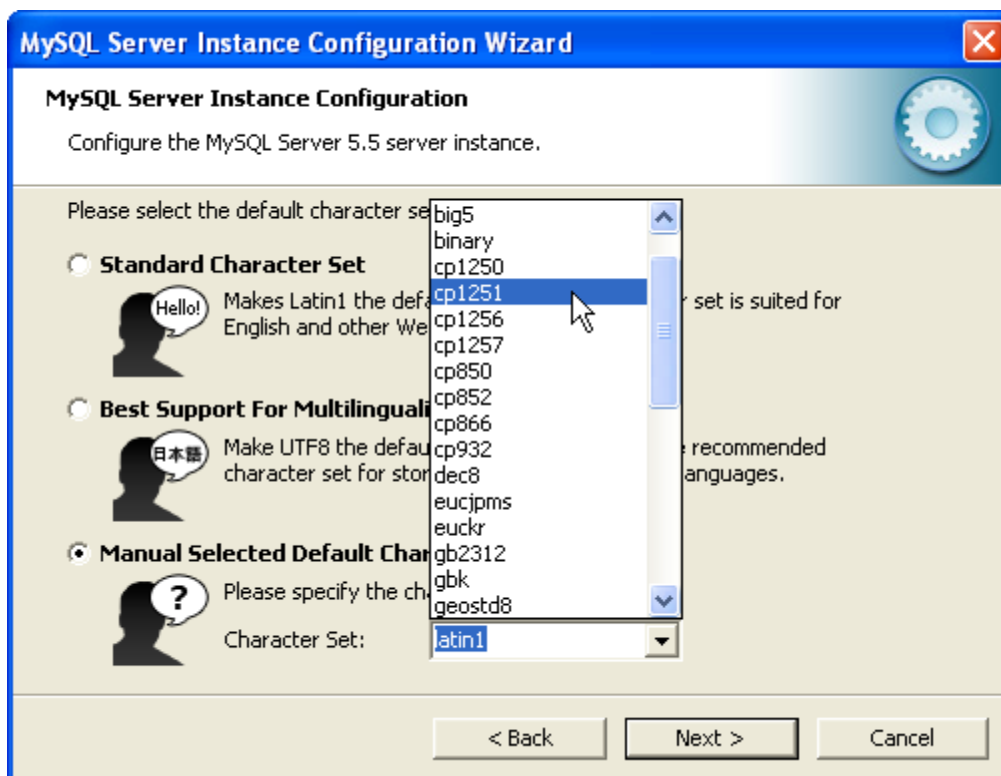 MySQL Server Instance Configuration Wizard
MySQL Server Instance Configuration
Configure the MySQL Server 5.5 server instance.
Please select the default character se
Standard Character Set
Hello!
Makes Latin1 the defa
r set is suited for
English and other We
Best Support For Multilinguali
日本語
Make UTF8 the defau
recommended
character set for stor
anguages.
Manual Selected Default Char
?
Please specify the ch
Character Set:
big5
binary
cp1250
cp1251
cp1256
cp1257
cp850
cp852
cp866
cp932
dec8
eucjpms
euckr
gb2312
gbk
geostd8
latin1
< Back
Next >
Cancel